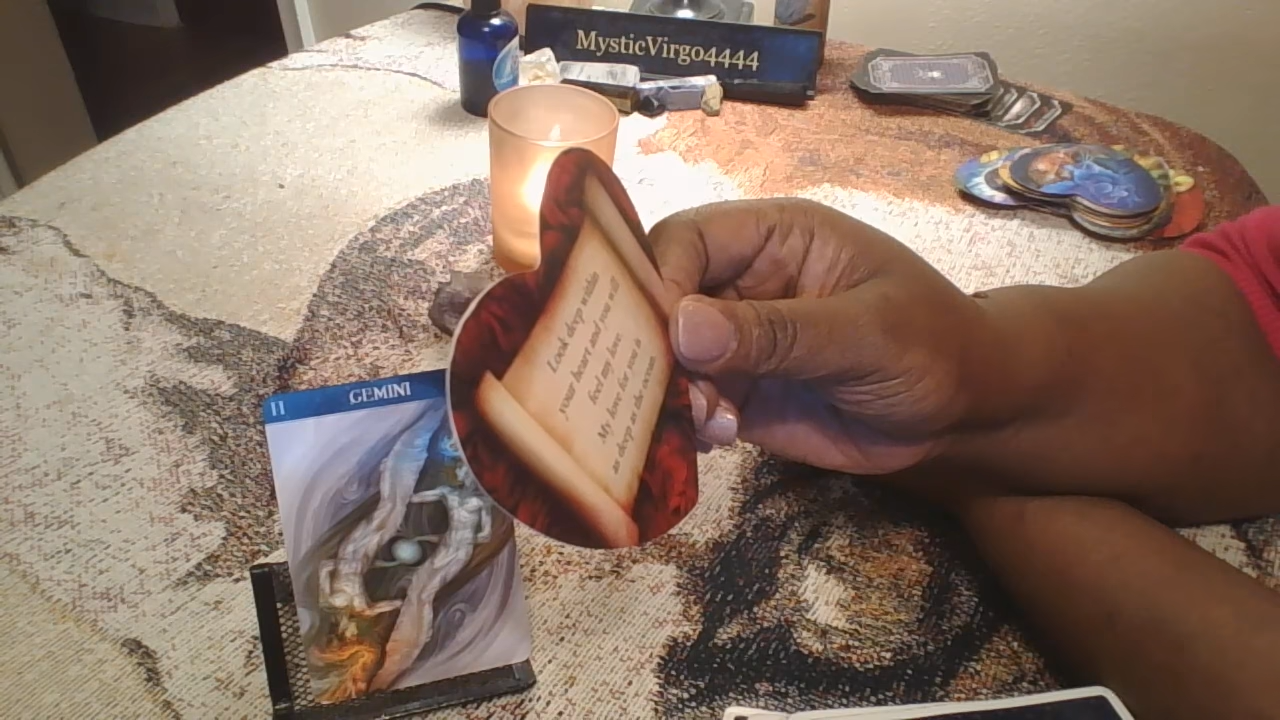 MysticVirgo4444
II
GEMINI
Look deep within
your heart and you will
feel my love.
My love for you is
as deep as the ocean.